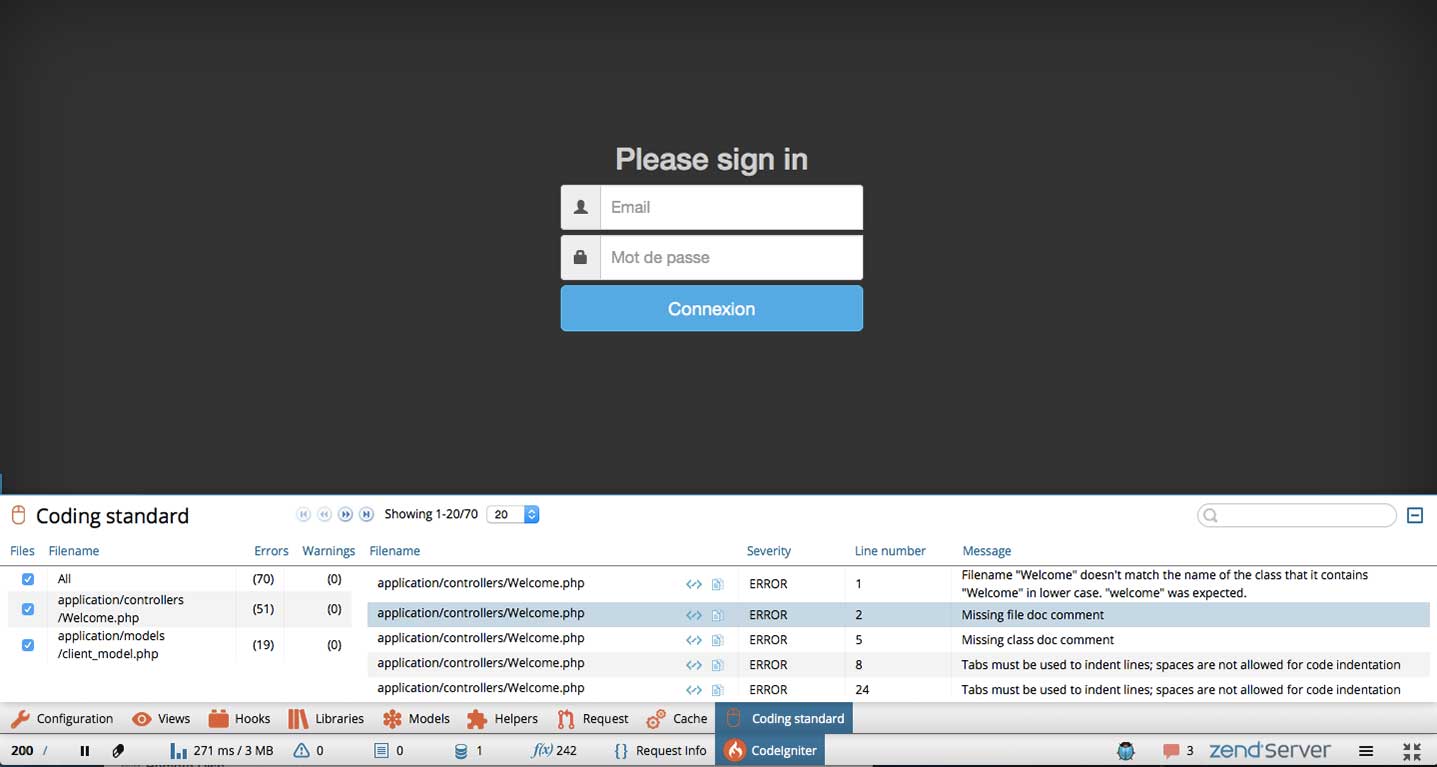 Please sign in
Email
Mot de passe
Connexion
Coding standard
Showing 1-20/70 20
Files Filename Errors Warnings Filename Severity Line number Message
All (70) (0)
application/controllers
/Welcome.php (51) (0)
application/models
/client_model.php (19) (0)
application/controllers/Welcome.php ERROR 1 Filename "Welcome" doesn't match the name of the class that it contains
"Welcome" in lower case. "welcome" was expected.
application/controllers/Welcome.php ERROR 2 Missing file doc comment
application/controllers/Welcome.php ERROR 5 Missing class doc comment
application/controllers/Welcome.php ERROR 8 Tabs must be used to indent lines; spaces are not allowed for code indentation
application/controllers/Welcome.php ERROR 24 Tabs must be used to indent lines; spaces are not allowed for code indentation
Configuration Views Hooks Libraries Models Helpers Request Cache Coding standard
200 / 271 ms / 3 MB 0 0 1 f(x) 242 {} Request Info CodeIgniter 3 zend Server